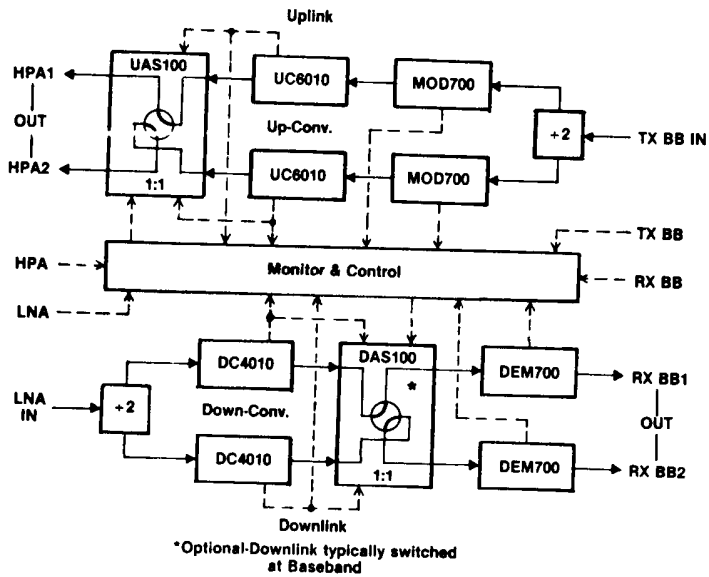 Uplink
HPA1
UAS100
UC6010
MOD700
OUT
Up-Conv.
÷2
TX BB IN
HPA2
1:1
UC6010
MOD700
TX BB
HPA
Monitor & Control
RX BB
LNA
DC4010
DAS100
DEM700
RX BB1
*
LNA
IN
÷2
Down-Conv.
OUT
DC4010
1:1
DEM700
RX BB2
Downlink
*Optional-Downlink typically switched
at Baseband